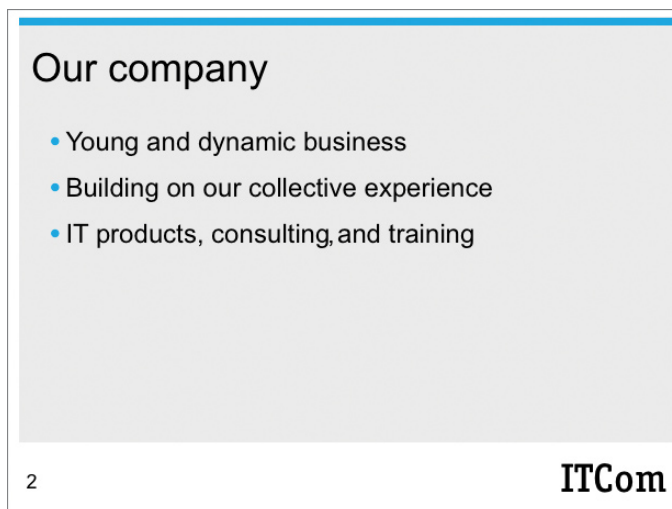 Our company
• Young and dynamic business
• Building on our collective experience
• IT products, consulting, and training
2
ITCom